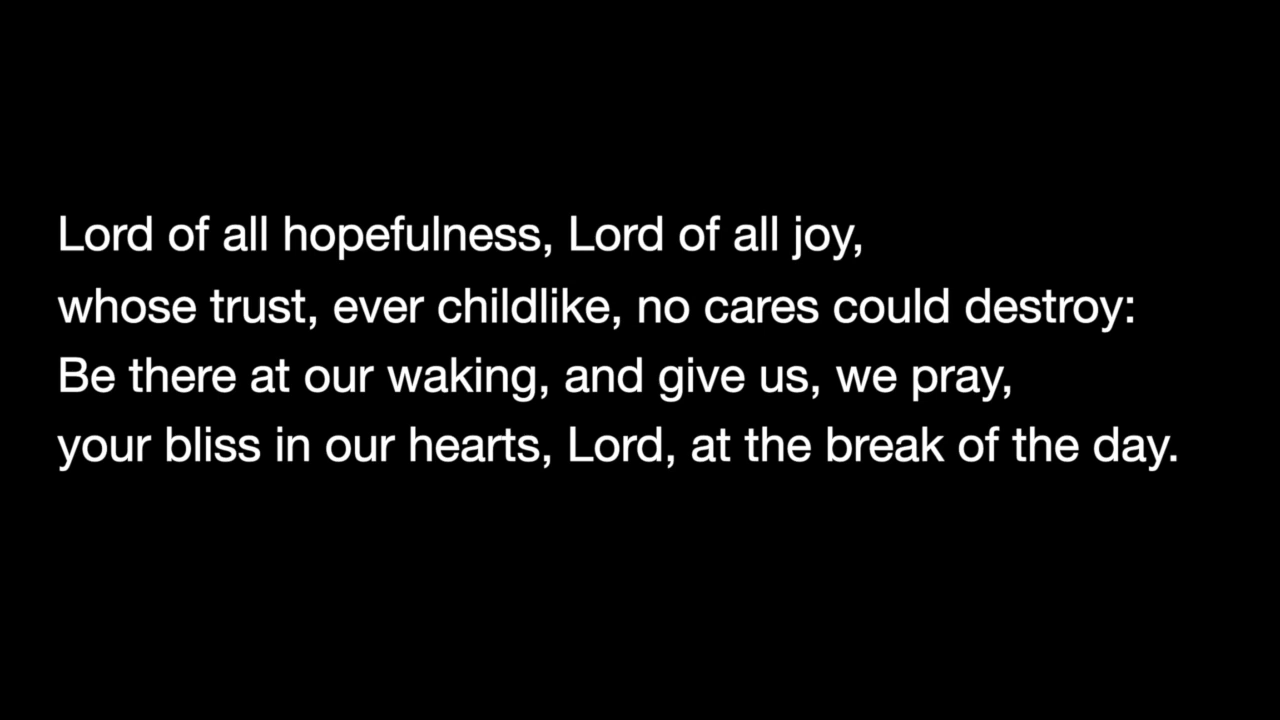 Lord of all hopefulness, Lord of all joy,
whose trust, ever childlike, no cares could destroy:
Be there at our waking, and give us, we pray,
your bliss in our hearts, Lord, at the break of the day.